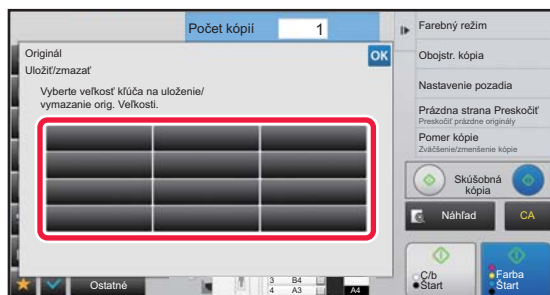 Počet kópií 1
Originál
Uložiť/zmazať
OK
Vyberte veľkosť kľúča na uloženie/
vymazanie orig. Veľkosti.
Farebný režim
Obojstr. kópia
Nastavenie pozadia
Prázdna strana Preskočiť
Preskočiť prázdne originály
Pomer kópie
Zväčšenie/zmenšenie kópie
Skúšobná
kópia
Náhľad
CA
Č/b
Štart
Farba
Štart
Ostatné
3 B4
4 A3
A4